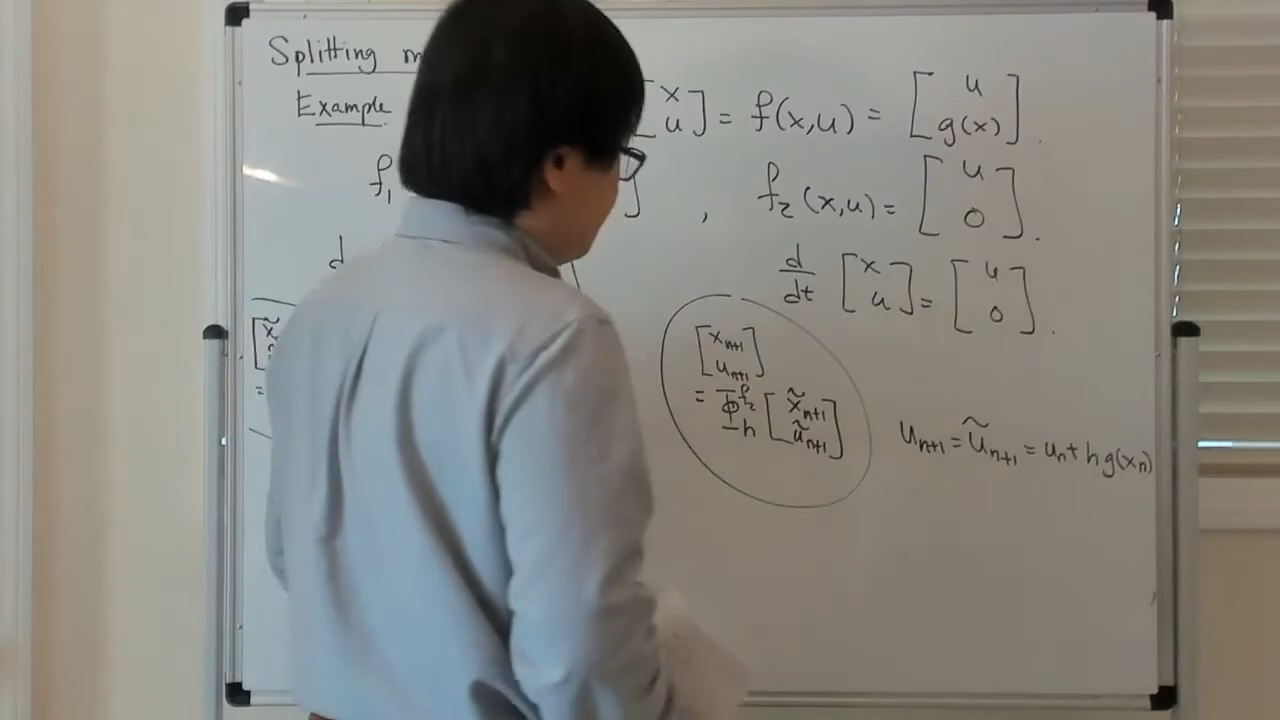 Splitting
Example
[x
u] = f(x,u) = [u
g(x)].
f₁
, f₂(x,u) = [u
0].
d
d/dt [x
u] = [u
0].
[x̃
=
[xₙ₊₁
uₙ₊₁]
= Φ_h^{f₂} [x̃ₙ₊₁
ũₙ₊₁]
uₙ₊₁ = ũₙ₊₁ = uₙ + h g(xₙ)